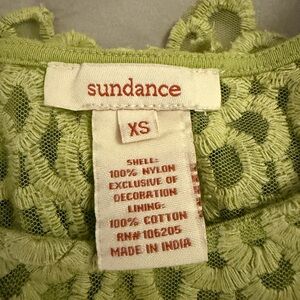 sundance
XS
SHELL:
100% NYLON
EXCLUSIVE OF
DECORATION
LINING:
100% COTTON
RN#106205
MADE IN INDIA